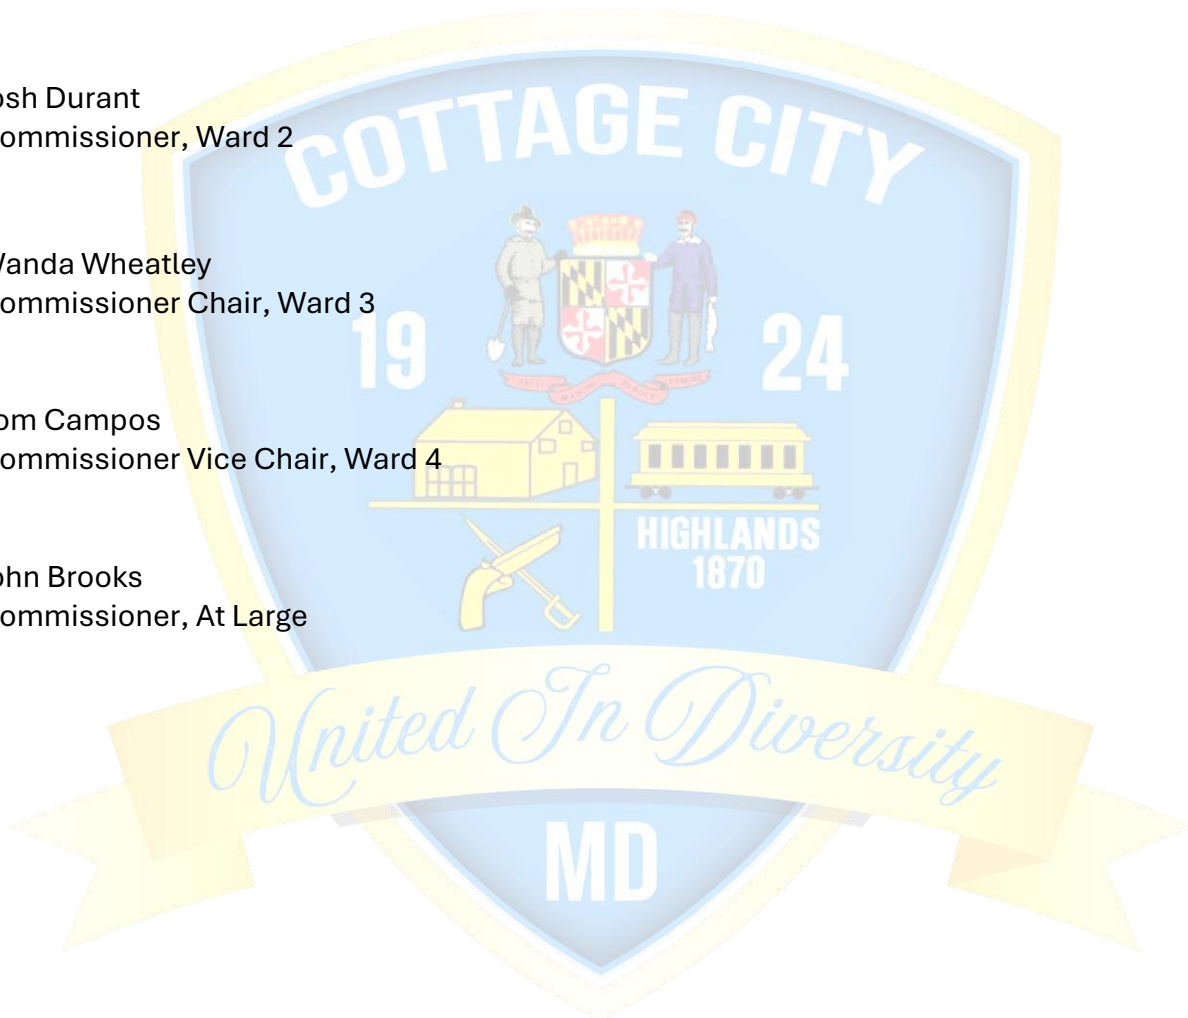 osh Durant
ommissioner, Ward 2
anda Wheatley
ommissioner Chair, Ward 3
om Campos
ommissioner Vice Chair, Ward 4
ohn Brooks
ommissioner, At Large
COTTAGE CITY
19 24
HIGHLANDS
1870
United In Diversity
MD